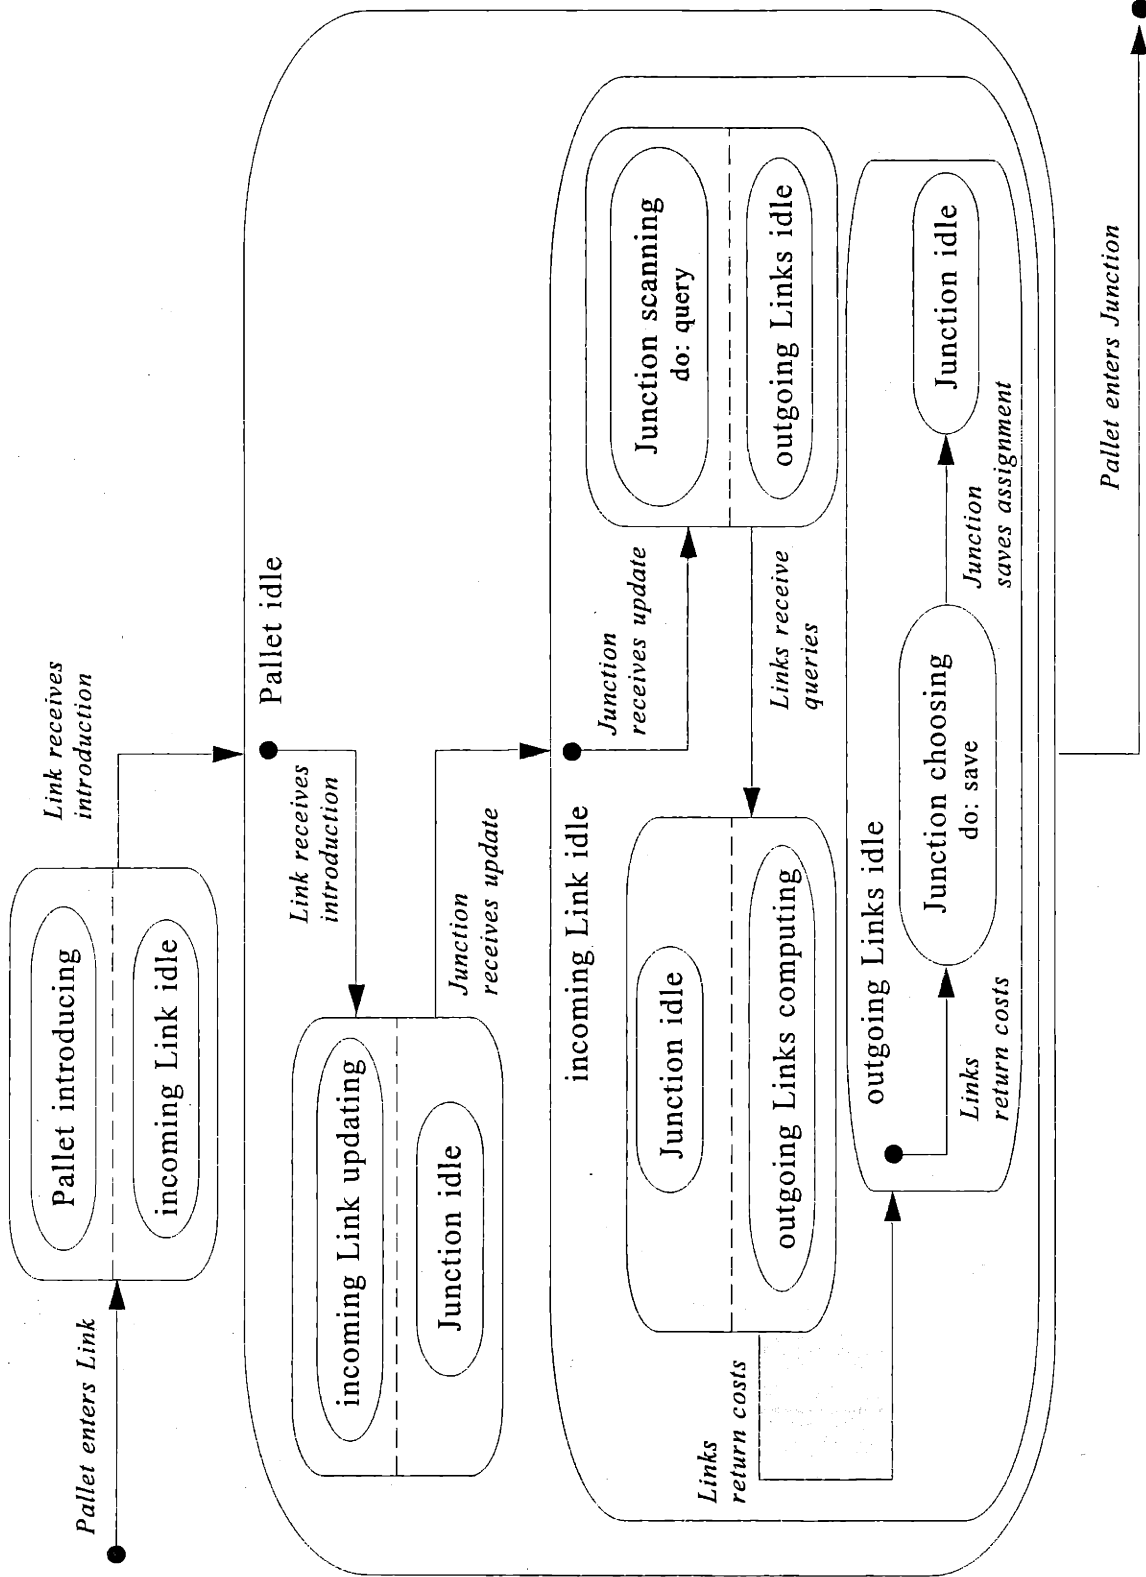 Pallet enters Link
Pallet introducing
incoming Link idle
Link receives
introduction
Pallet idle
Link receives
introduction
incoming Link updating
Junction idle
Junction
receives update
incoming Link idle
Junction
receives update
Junction scanning
do: query
outgoing Links idle
Links receive
queries
Junction idle
outgoing Links computing
Links
return costs
outgoing Links idle
Links
return costs
Junction choosing
do: save
Junction
saves assignment
Junction idle
Pallet enters Junction